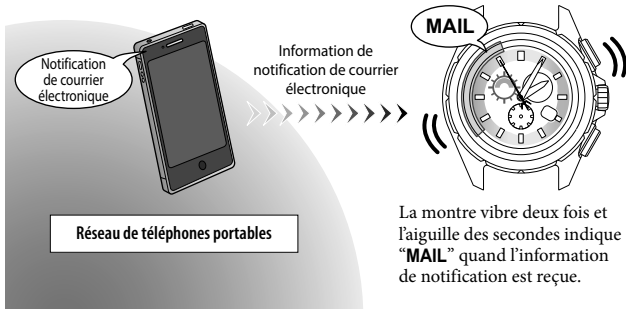 Notification
de courrier
électronique
Information de
notification de courrier
électronique
MAIL
Réseau de téléphones portables
La montre vibre deux fois et
l’aiguille des secondes indique
“MAIL” quand l’information
de notification est reçue.